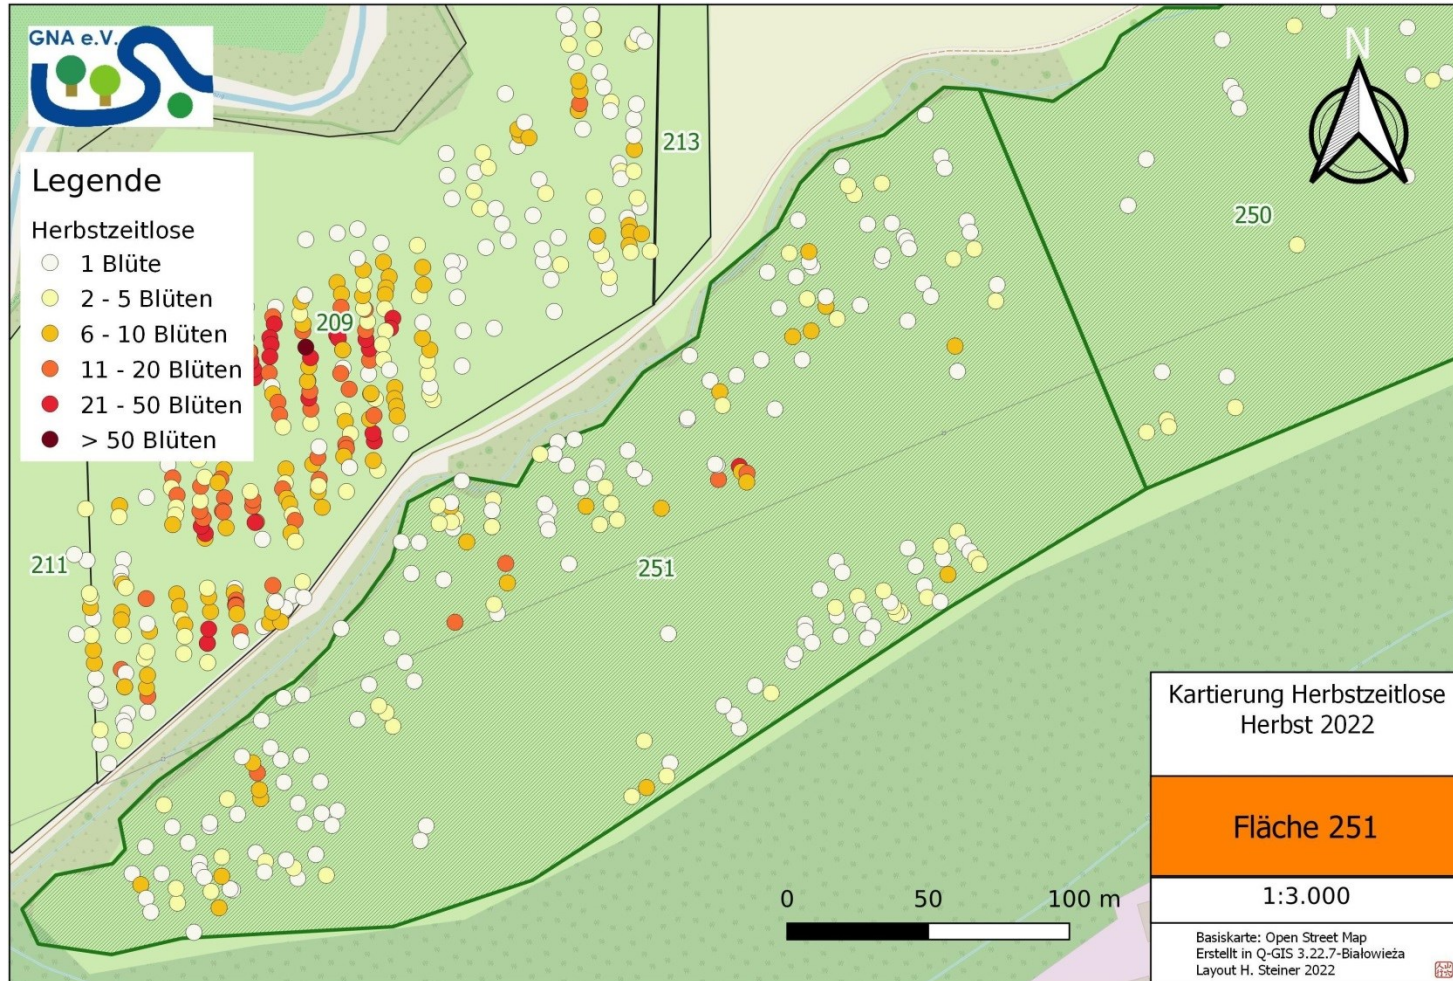 GNA e.V.
N
213
250
Legende
Herbstzeitlose
1 Blüte
2 - 5 Blüten
6 - 10 Blüten
11 - 20 Blüten
21 - 50 Blüten
> 50 Blüten
209
211
251
Kartierung Herbstzeitlose
Herbst 2022
Fläche 251
1:3.000
0 50 100 m
Basiskarte: Open Street Map
Erstellt in Q-GIS 3.22.7-Białowieża
Layout H. Steiner 2022